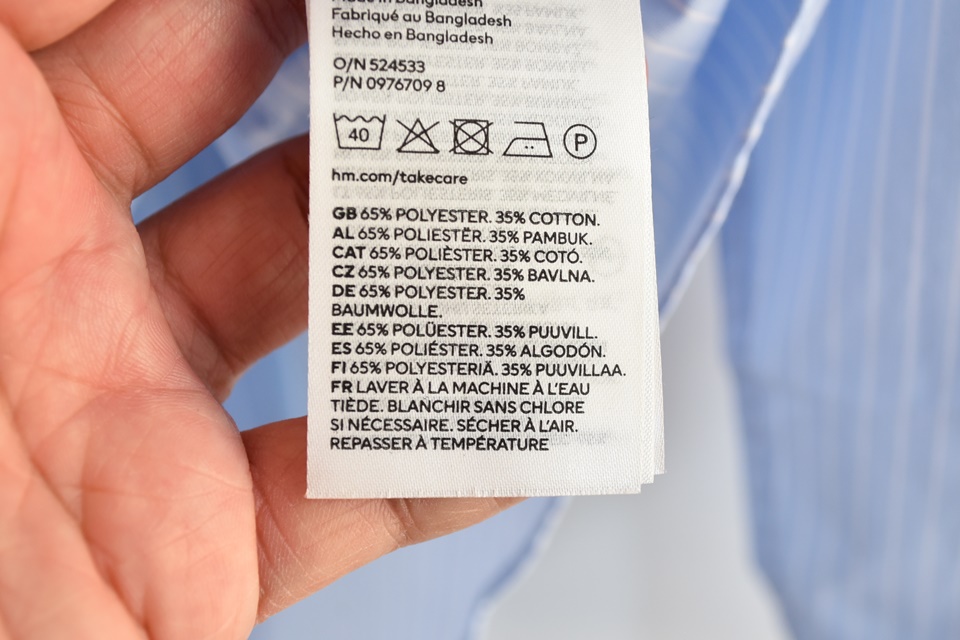 Made in Bangladesh
Fabriqué au Bangladesh
Hecho en Bangladesh
O/N 524533
P/N 0976709 8
40
P
hm.com/takecare
GB 65% POLYESTER. 35% COTTON.
AL 65% POLIESTËR. 35% PAMBUK.
CAT 65% POLIÈSTER. 35% COTÓ.
CZ 65% POLYESTER. 35% BAVLNA.
DE 65% POLYESTER. 35%
BAUMWOLLE.
EE 65% POLÜESTER. 35% PUUVILL.
ES 65% POLIÉSTER. 35% ALGODÓN.
FI 65% POLYESTERIÄ. 35% PUUVILLAA.
FR LAVER À LA MACHINE À L'EAU
TIÈDE. BLANCHIR SANS CHLORE
SI NÉCESSAIRE. SÉCHER À L'AIR.
REPASSER À TEMPÉRATURE